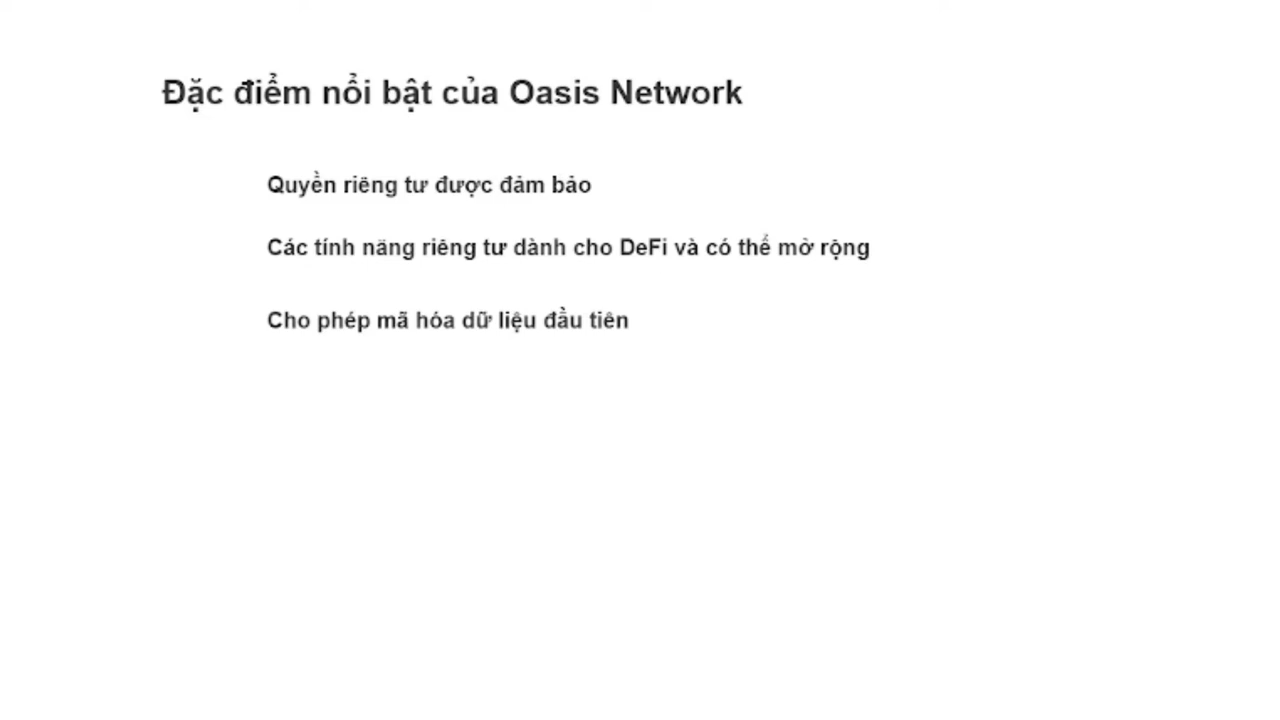 Đặc điểm nổi bật của Oasis Network
Quyền riêng tư được đảm bảo
Các tính năng riêng tư dành cho DeFi và có thể mở rộng
Cho phép mã hóa dữ liệu đầu tiên